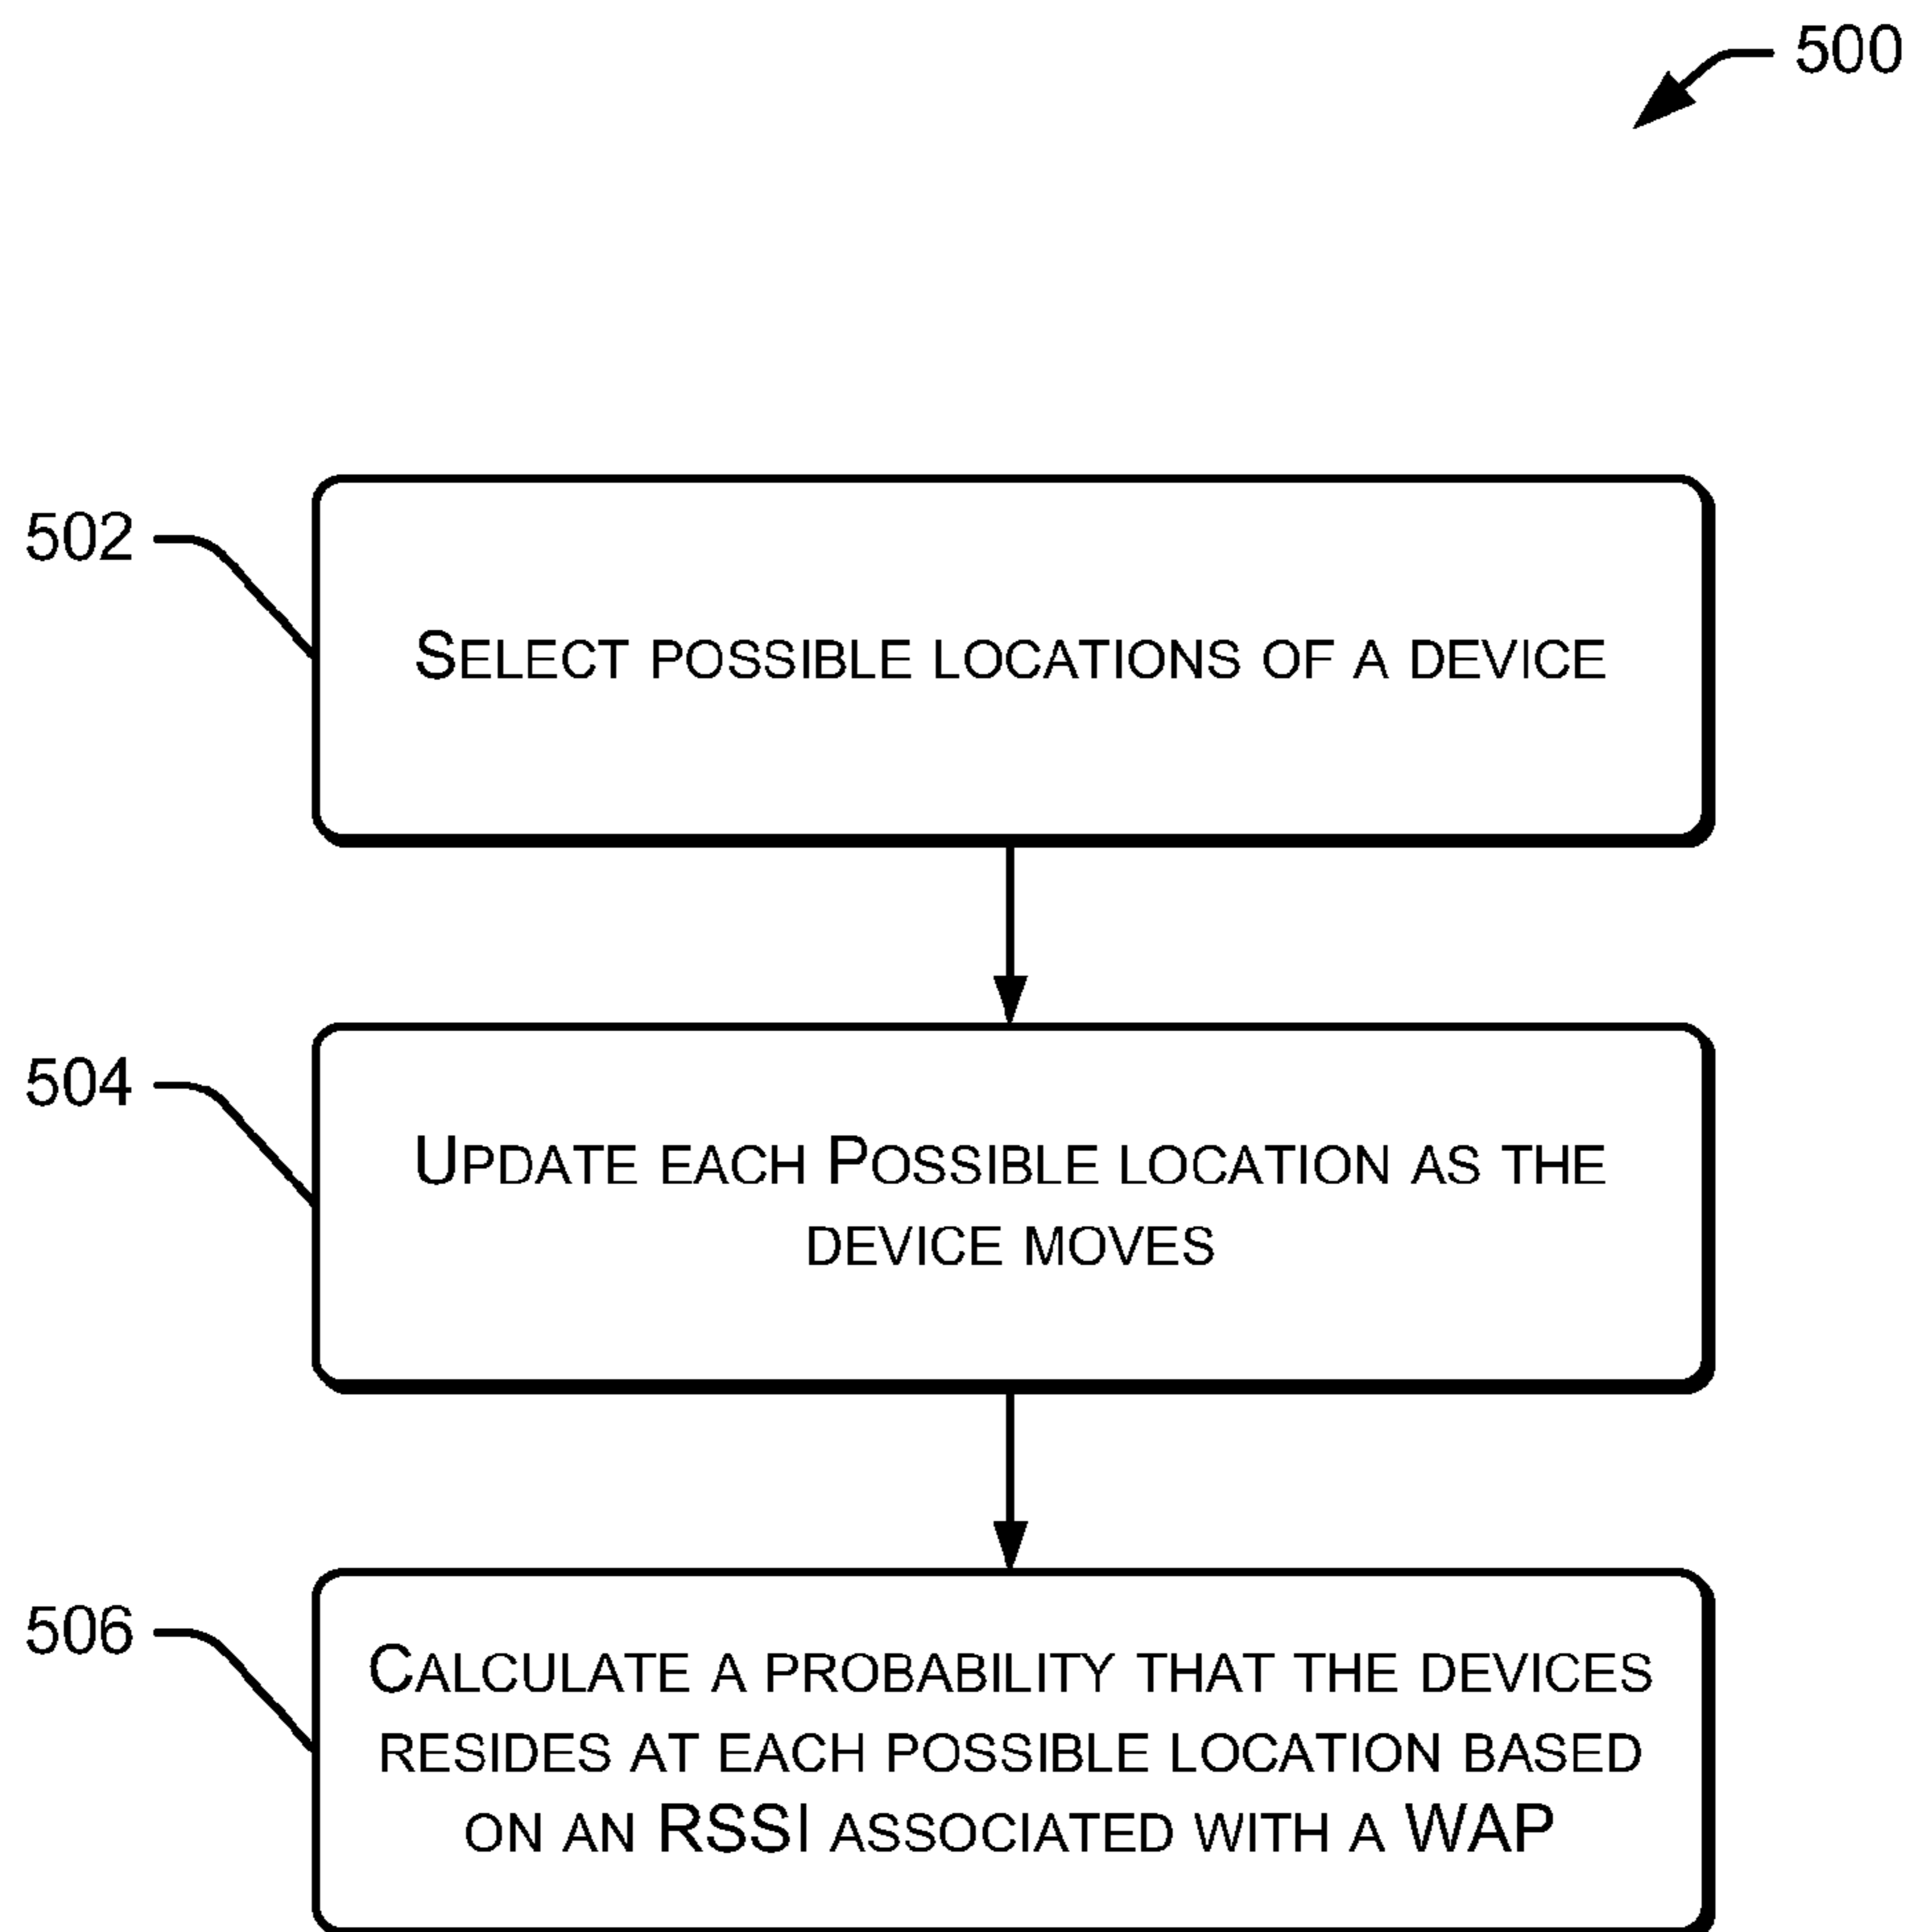 500
502
Select possible locations of a device
504
Update each Possible location as the
device moves
506
Calculate a probability that the devices
resides at each possible location based
on an RSSI associated with a WAP